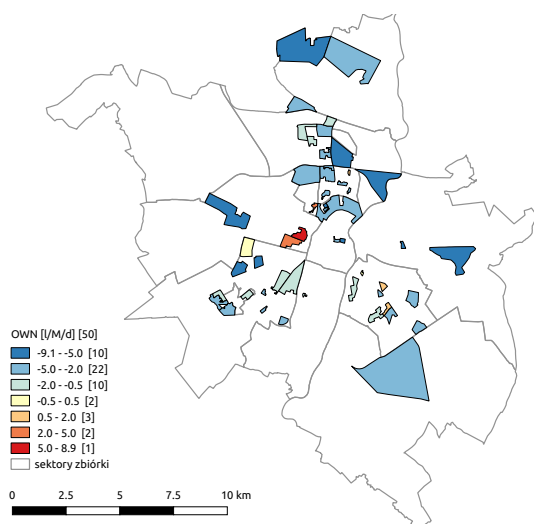 OWN [l/M/d] [50]
-9.1 - -5.0 [10]
-5.0 - -2.0 [22]
-2.0 - -0.5 [10]
-0.5 - 0.5 [2]
0.5 - 2.0 [3]
2.0 - 5.0 [2]
5.0 - 8.9 [1]
sektory zbiórki
0 2.5 5 7.5 10 km